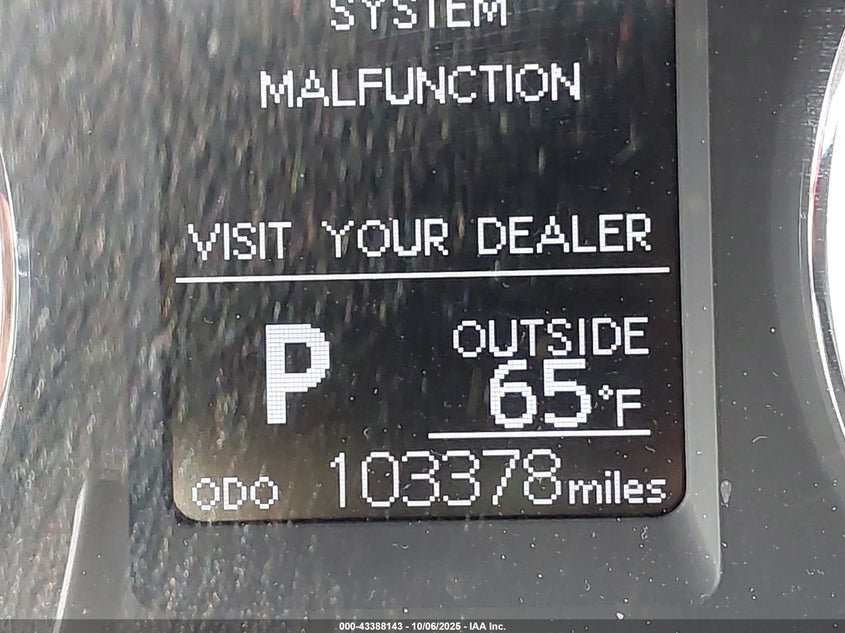 SYSTEM
MALFUNCTION
VISIT YOUR DEALER
P
OUTSIDE
65°F
ODO 103378 miles
000-43388143 - 10/06/2025 - IAA Inc.